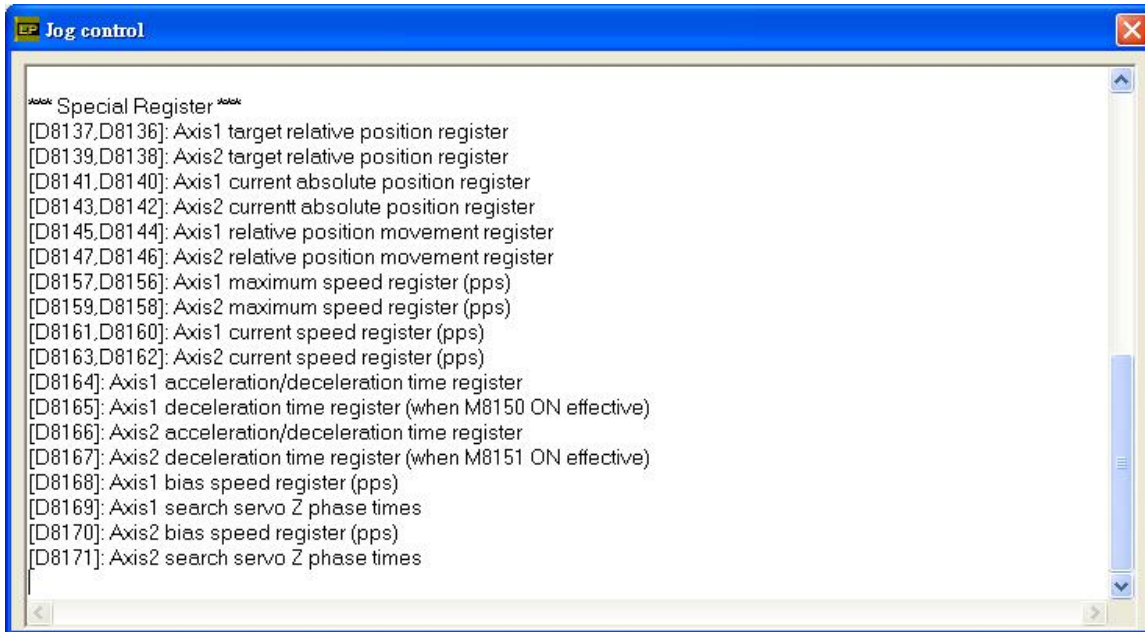 EP Jog control
*** Special Register ***
[D8137,D8136]: Axis1 target relative position register
[D8139,D8138]: Axis2 target relative position register
[D8141,D8140]: Axis1 current absolute position register
[D8143,D8142]: Axis2 currentt absolute position register
[D8145,D8144]: Axis1 relative position movement register
[D8147,D8146]: Axis2 relative position movement register
[D8157,D8156]: Axis1 maximum speed register (pps)
[D8159,D8158]: Axis2 maximum speed register (pps)
[D8161,D8160]: Axis1 current speed register (pps)
[D8163,D8162]: Axis2 current speed register (pps)
[D8164]: Axis1 acceleration/deceleration time register
[D8165]: Axis1 deceleration time register (when M8150 ON effective)
[D8166]: Axis2 acceleration/deceleration time register
[D8167]: Axis2 deceleration time register (when M8151 ON effective)
[D8168]: Axis1 bias speed register (pps)
[D8169]: Axis1 search servo Z phase times
[D8170]: Axis2 bias speed register (pps)
[D8171]: Axis2 search servo Z phase times